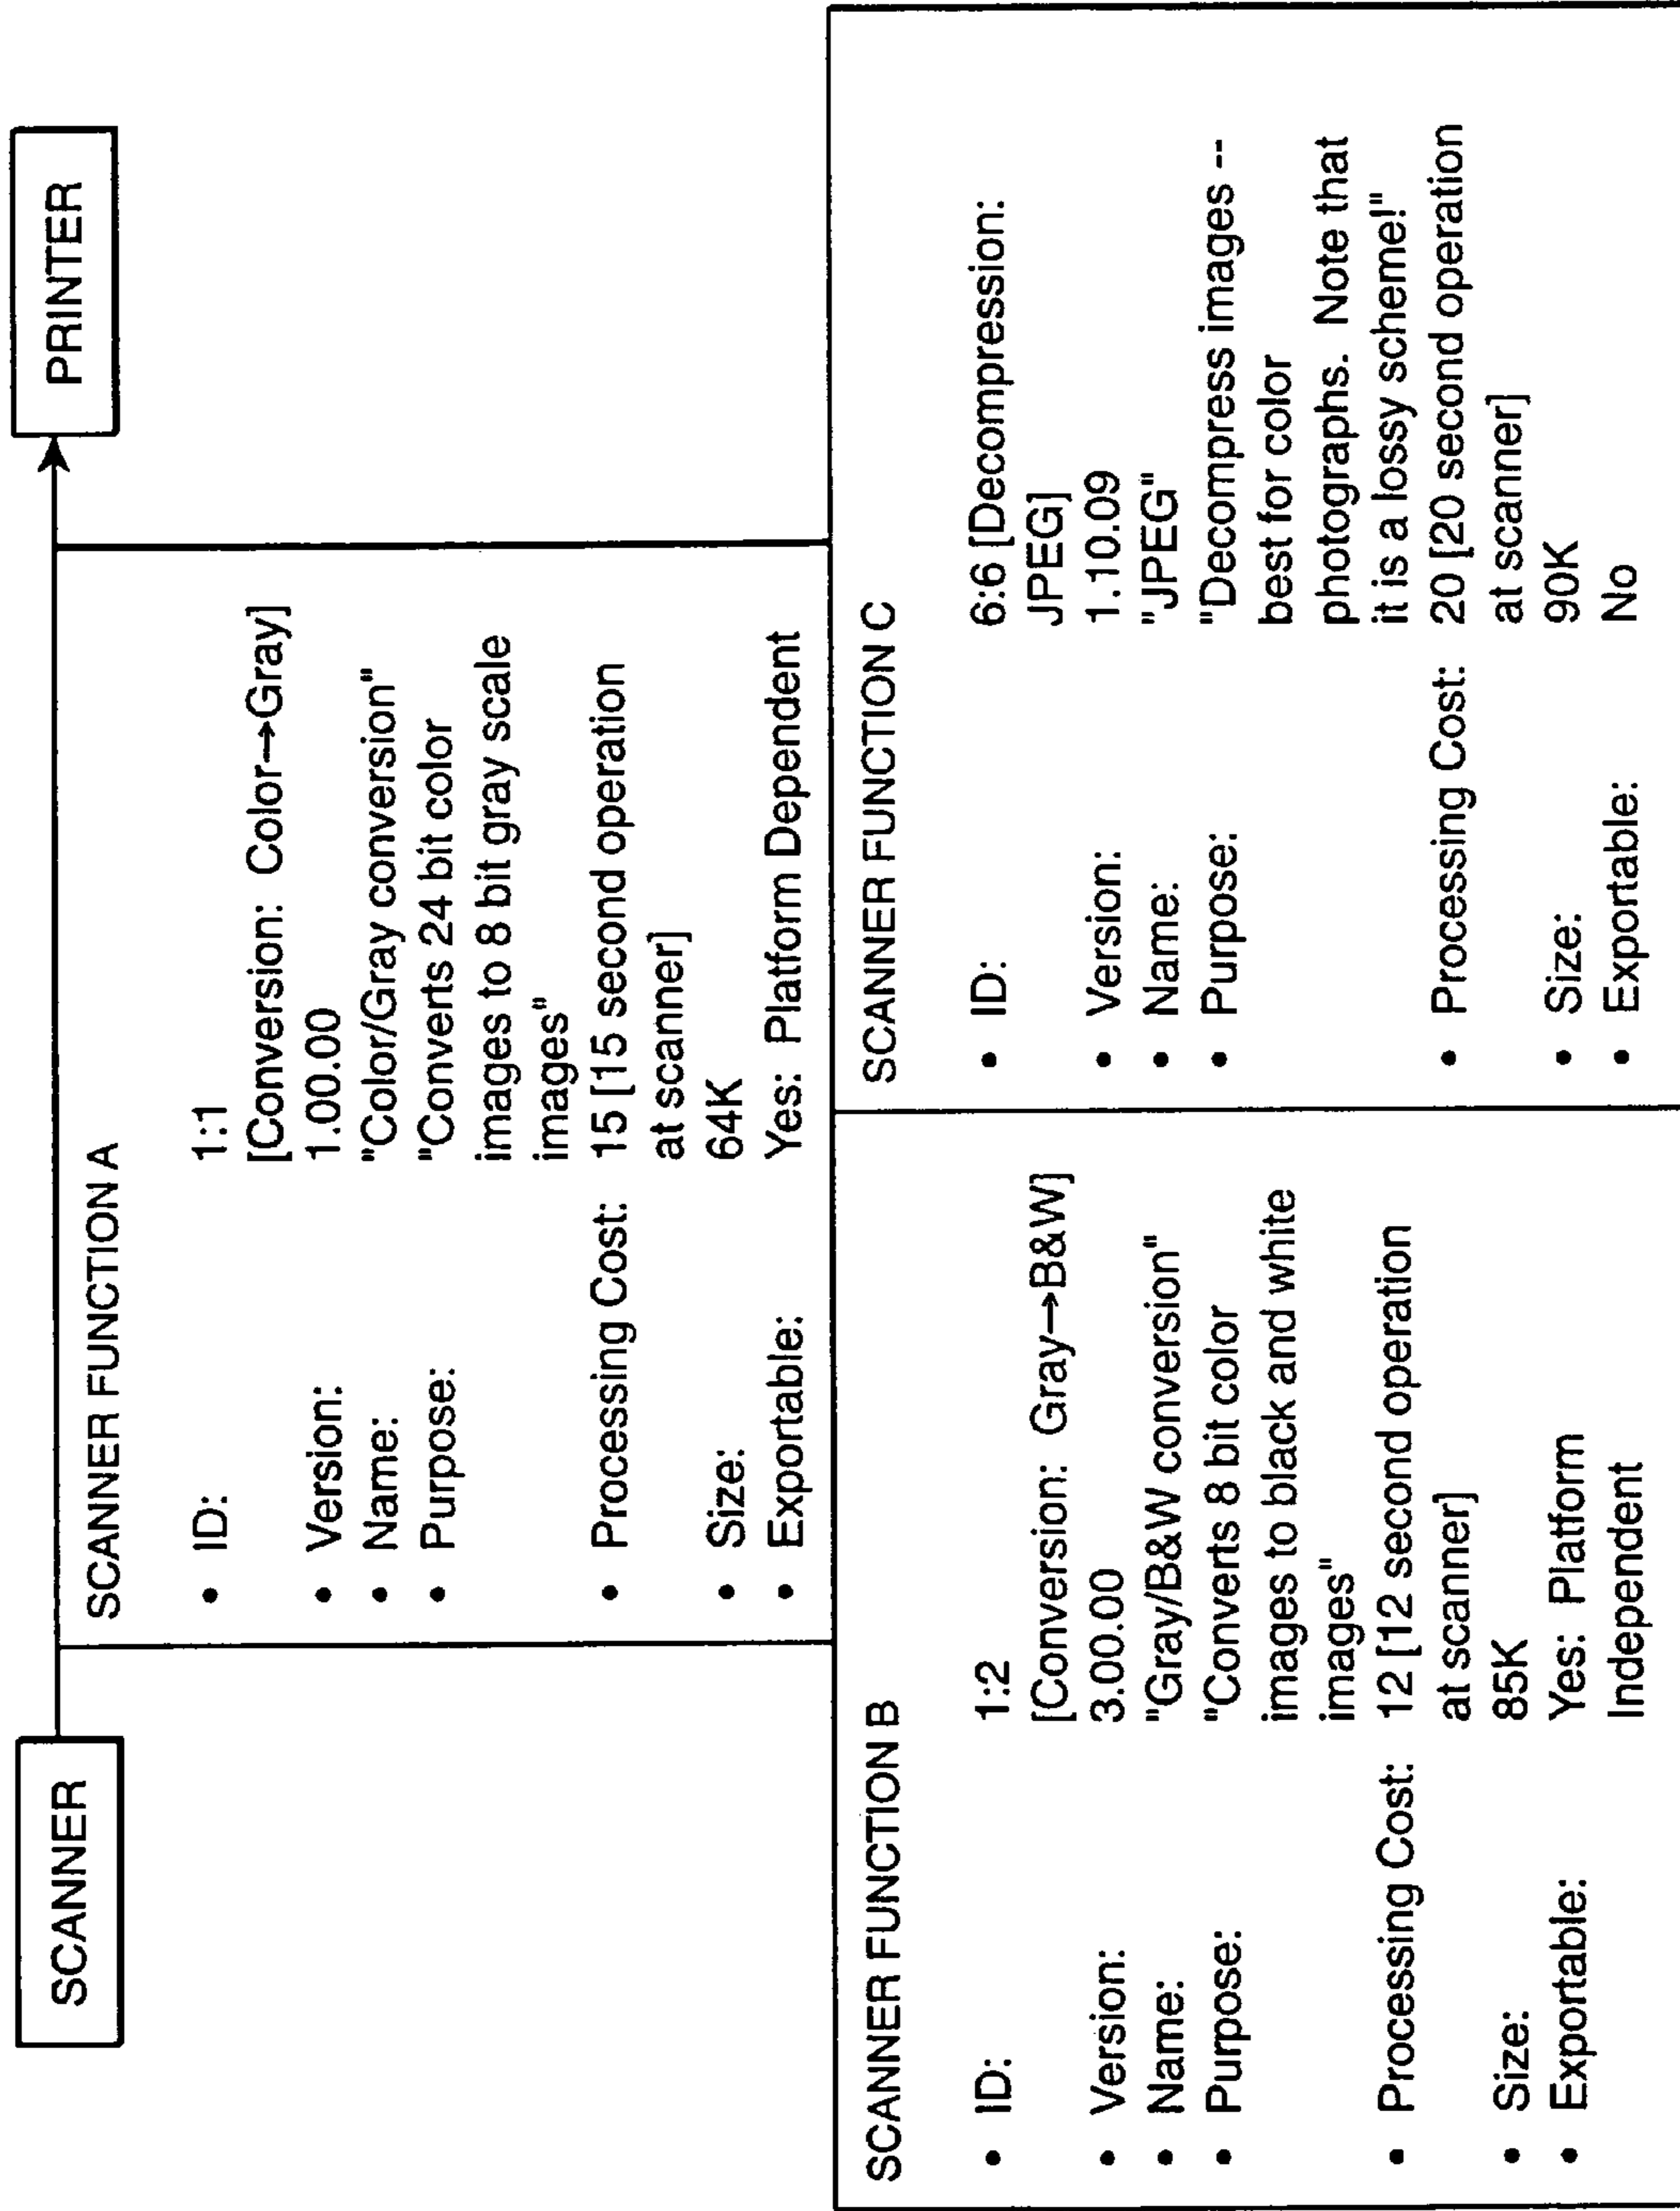 SCANNER
PRINTER
SCANNER FUNCTION A
• ID: 1:1
[Conversion: Color→Gray]
• Version: 1.00.00
• Name: "Color/Gray conversion"
• Purpose: "Converts 24 bit color
images to 8 bit gray scale
images"
• Processing Cost: 15 [15 second operation
at scanner]
• Size: 64K
• Exportable: Yes: Platform Dependent
SCANNER FUNCTION B
• ID: 1:2
[Conversion: Gray→B&W]
• Version: 3.00.00
• Name: "Gray/B&W conversion"
• Purpose: "Converts 8 bit color
images to black and white
images"
• Processing Cost: 12 [12 second operation
at scanner]
• Size: 85K
• Exportable: Yes: Platform
Independent
SCANNER FUNCTION C
• ID: 6:6 [Decompression:
JPEG]
• Version: 1.10.09
• Name: "JPEG"
• Purpose: "Decompress images --
best for color
photographs. Note that
it is a lossy scheme!"
• Processing Cost: 20 [20 second operation
at scanner]
• Size: 90K
• Exportable: No